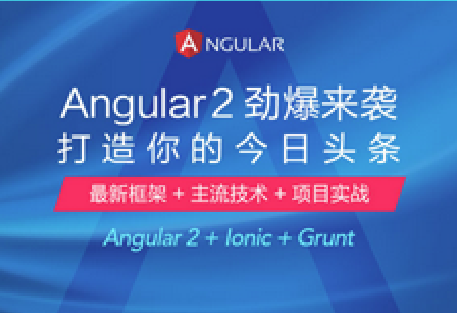 ANGULAR
Angular2 劲爆来袭
打造你的今日头条
最新框架 + 主流技术 + 项目实战
Angular 2 + Ionic + Grunt